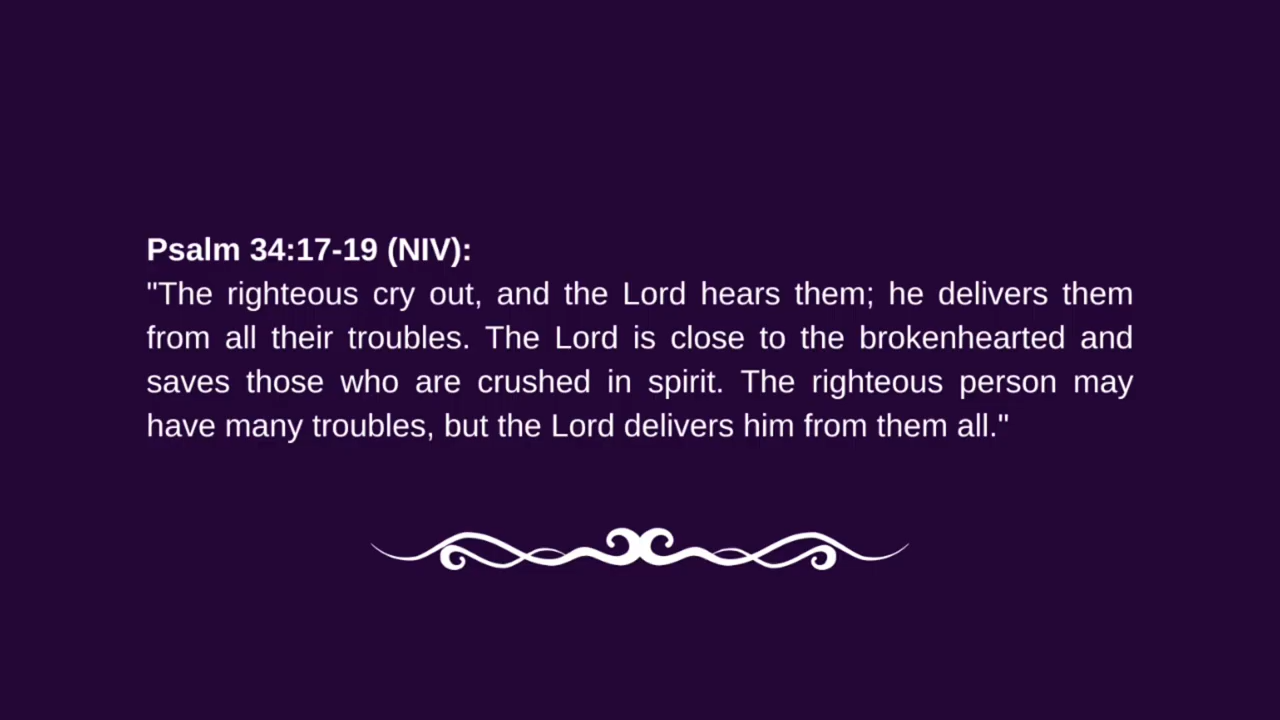 Psalm 34:17-19 (NIV):
"The righteous cry out, and the Lord hears them; he delivers them
from all their troubles. The Lord is close to the brokenhearted and
saves those who are crushed in spirit. The righteous person may
have many troubles, but the Lord delivers him from them all."